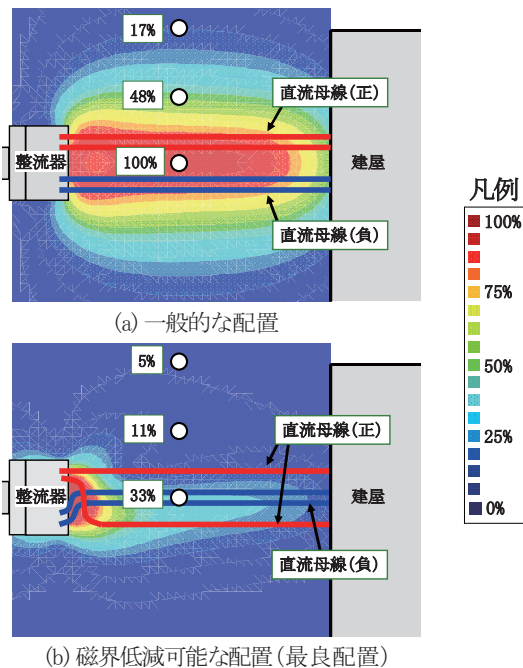 17%
48%
直流母線(正)
整流器
100%
建屋
直流母線(負)
(a) 一般的な配置
凡例
100%
75%
50%
25%
0%
5%
11%
直流母線(正)
整流器
33%
建屋
直流母線(負)
(b) 磁界低減可能な配置(最良配置)